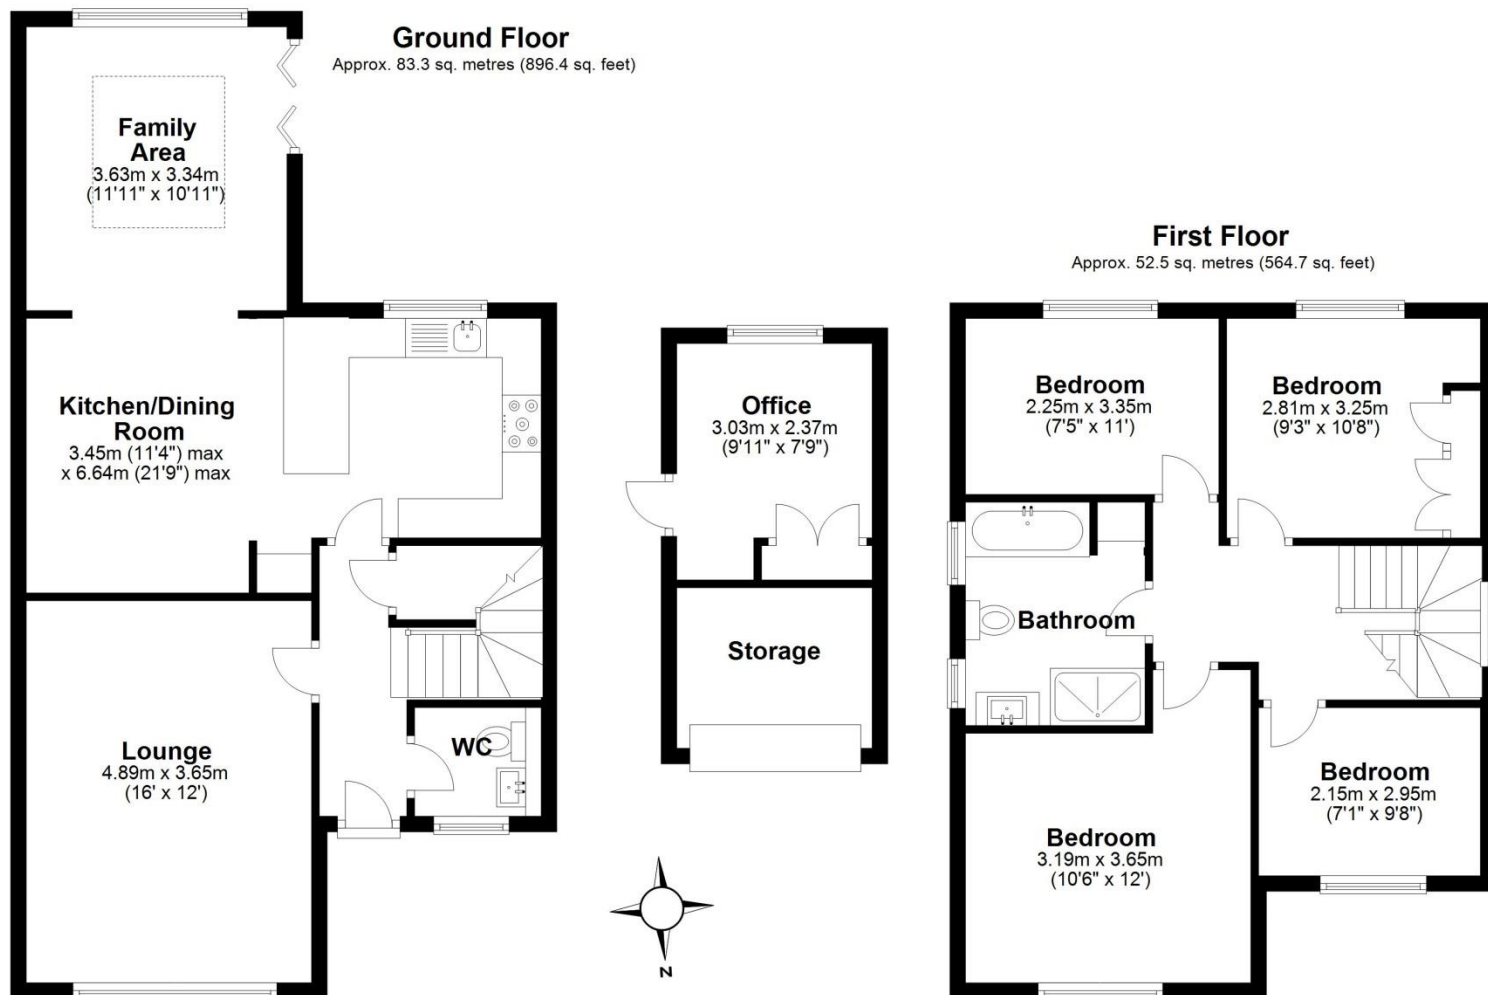 Ground Floor
Approx. 83.3 sq. metres (896.4 sq. feet)
Family
Area
3.63m x 3.34m
(11'11" x 10'11")
Kitchen/Dining
Room
3.45m (11'4") max
x 6.64m (21'9") max
Lounge
4.89m x 3.65m
(16' x 12')
WC
Office
3.03m x 2.37m
(9'11" x 7'9")
Storage
N
First Floor
Approx. 52.5 sq. metres (564.7 sq. feet)
Bedroom
2.25m x 3.35m
(7'5" x 11')
Bedroom
2.81m x 3.25m
(9'3" x 10'8")
Bathroom
Bedroom
3.19m x 3.65m
(10'6" x 12')
Bedroom
2.15m x 2.95m
(7'1" x 9'8")